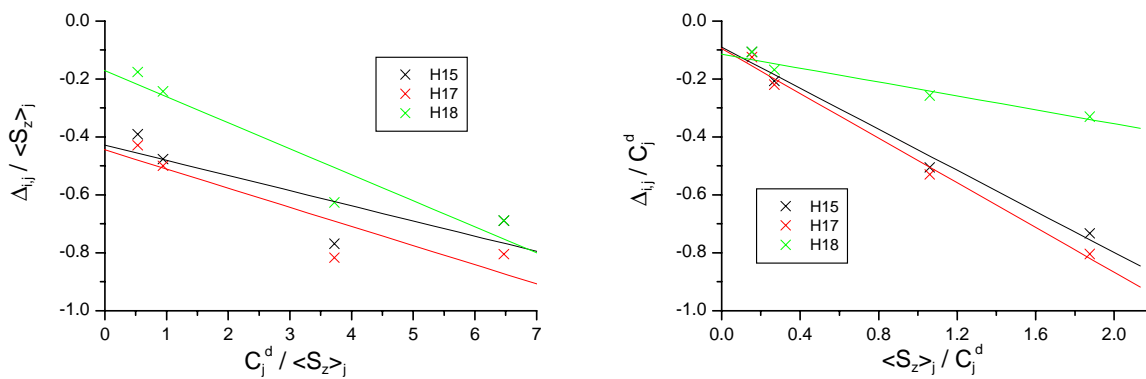 0.0
-0.2
-0.4
-0.6
-0.8
-1.0
Δi,j / <Sz>j
H15
H17
H18
0 1 2 3 4 5 6 7
Cjd / <Sz>j
0.0
-0.2
-0.4
-0.6
-0.8
-1.0
Δi,j / Cjd
H15
H17
H18
0.0 0.4 0.8 1.2 1.6 2.0
<Sz>j / Cjd